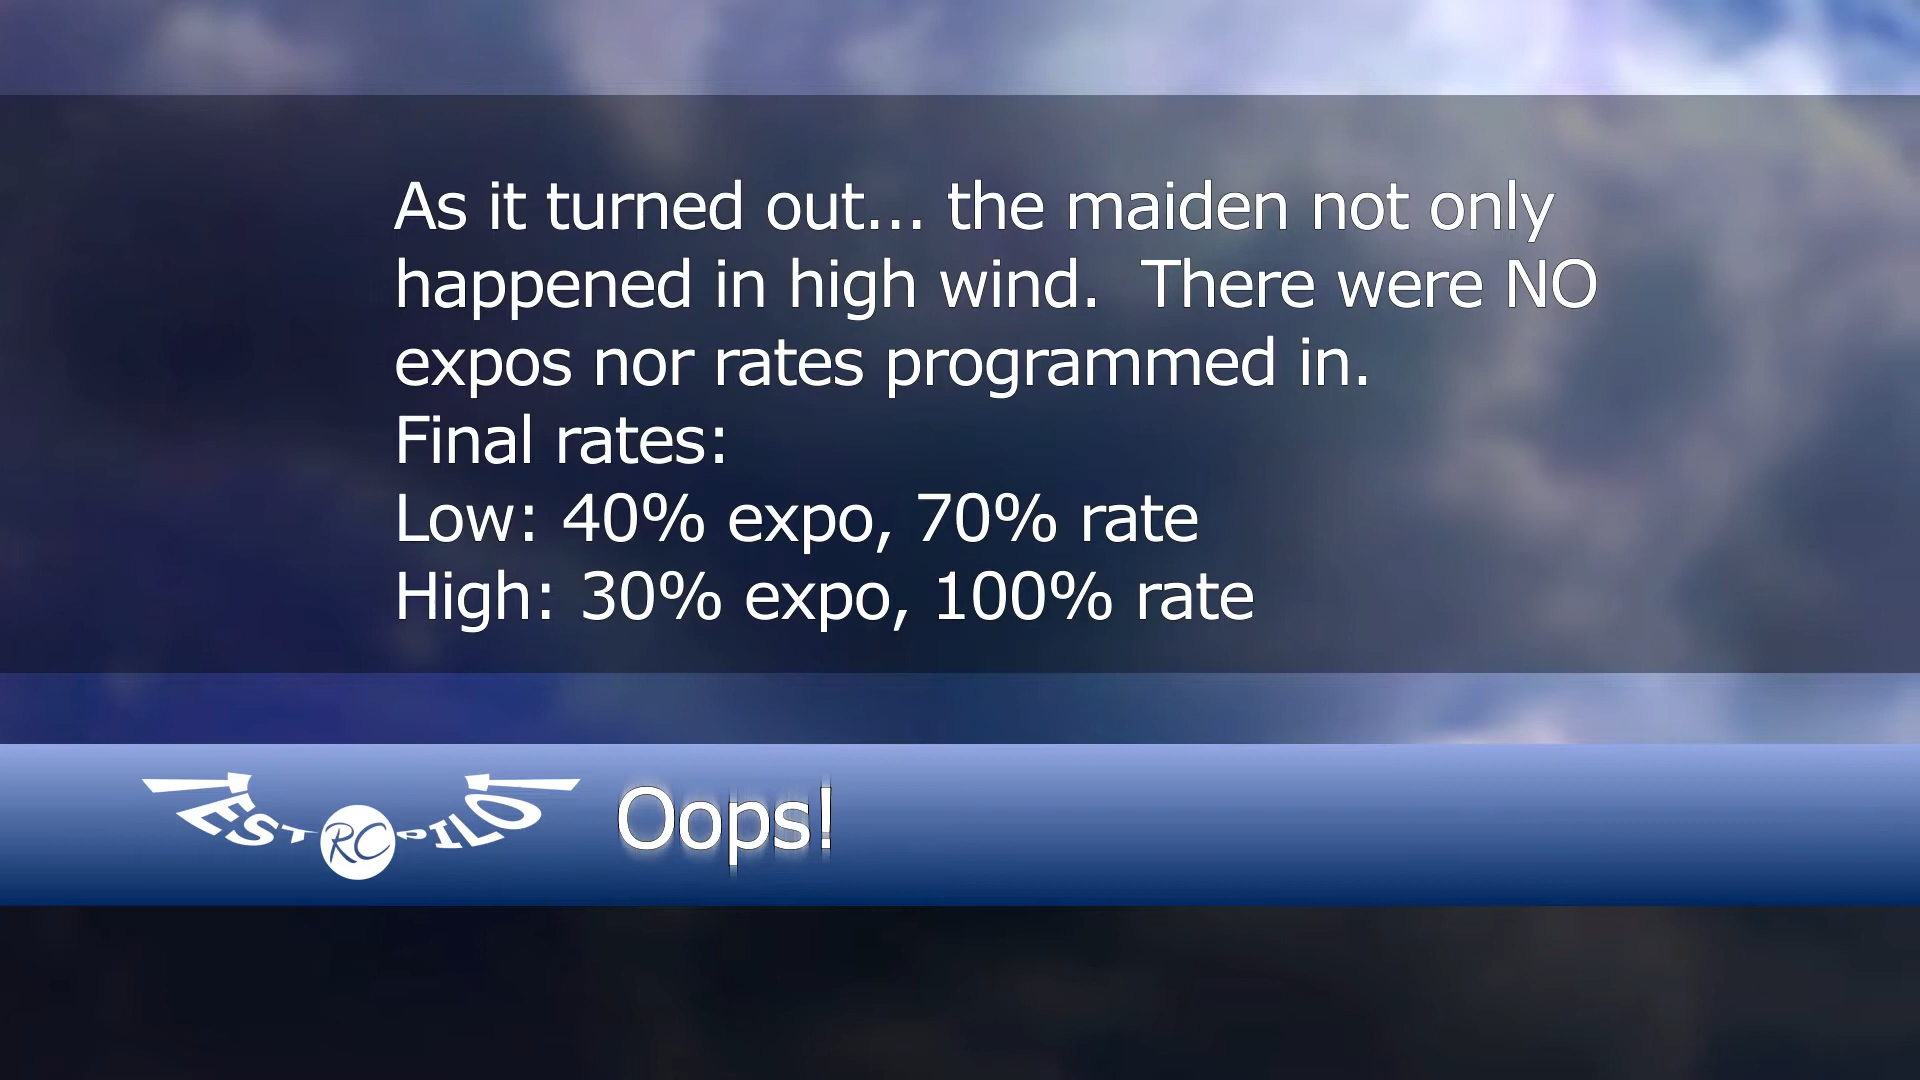 As it turned out... the maiden not only
happened in high wind.  There were NO
expos nor rates programmed in.
Final rates:
Low: 40% expo, 70% rate
High: 30% expo, 100% rate
TEST RC PILOT
Oops!